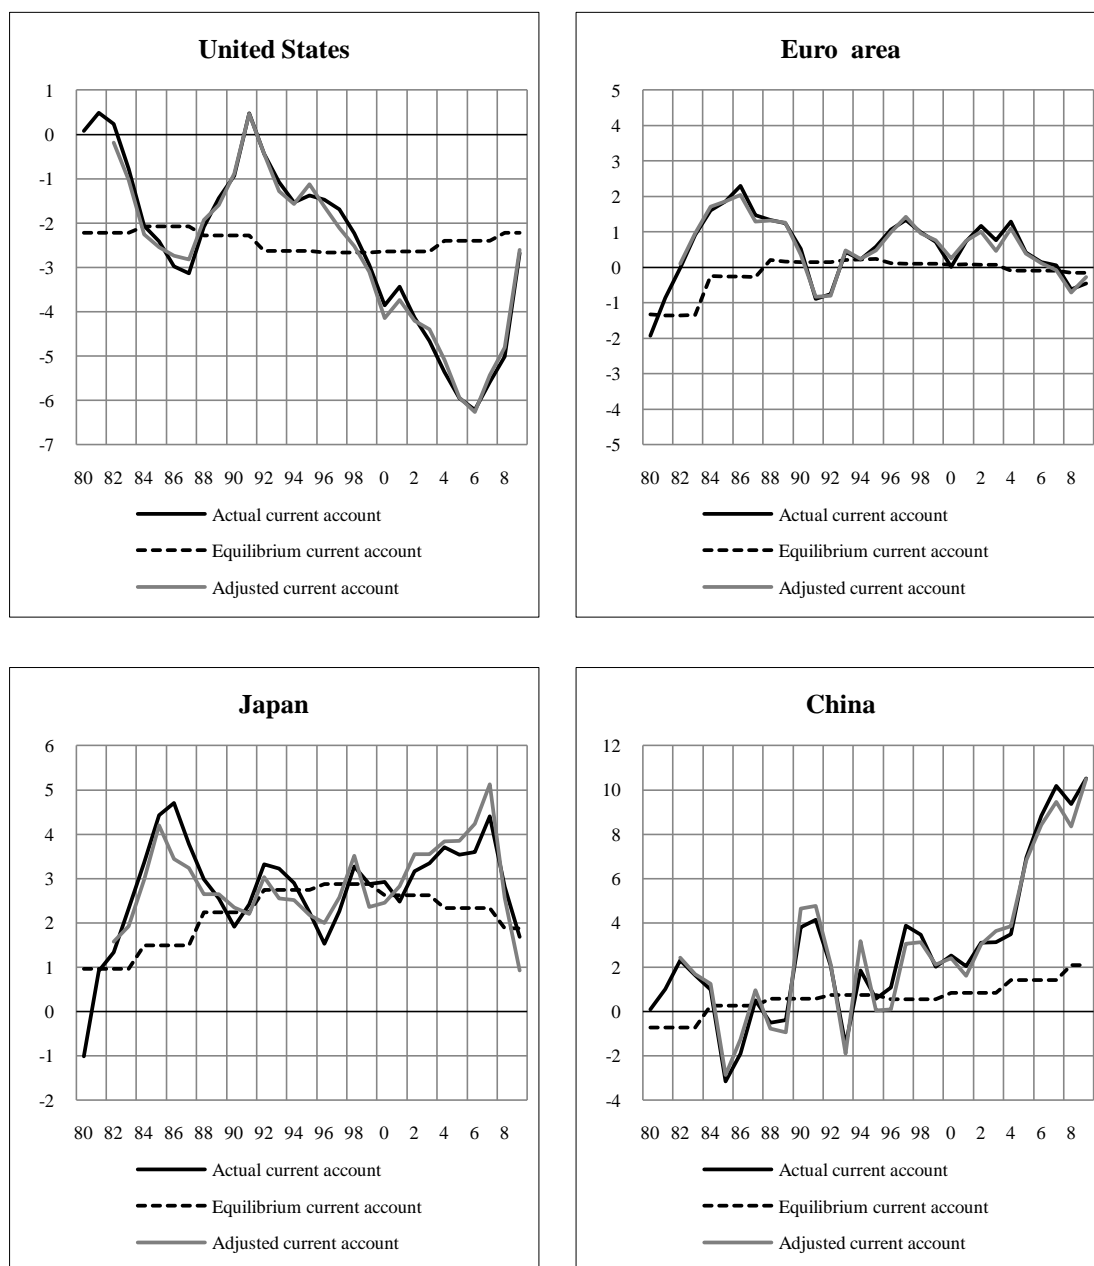 United States
1
0
-1
-2
-3
-4
-5
-6
-7
80 82 84 86 88 90 92 94 96 98 0 2 4 6 8
Actual current account
Equilibrium current account
Adjusted current account
Euro area
5
4
3
2
1
0
-1
-2
-3
-4
-5
80 82 84 86 88 90 92 94 96 98 0 2 4 6 8
Actual current account
Equilibrium current account
Adjusted current account
Japan
6
5
4
3
2
1
0
-1
-2
80 82 84 86 88 90 92 94 96 98 0 2 4 6 8
Actual current account
Equilibrium current account
Adjusted current account
China
12
10
8
6
4
2
0
-2
-4
80 82 84 86 88 90 92 94 96 98 0 2 4 6 8
Actual current account
Equilibrium current account
Adjusted current account